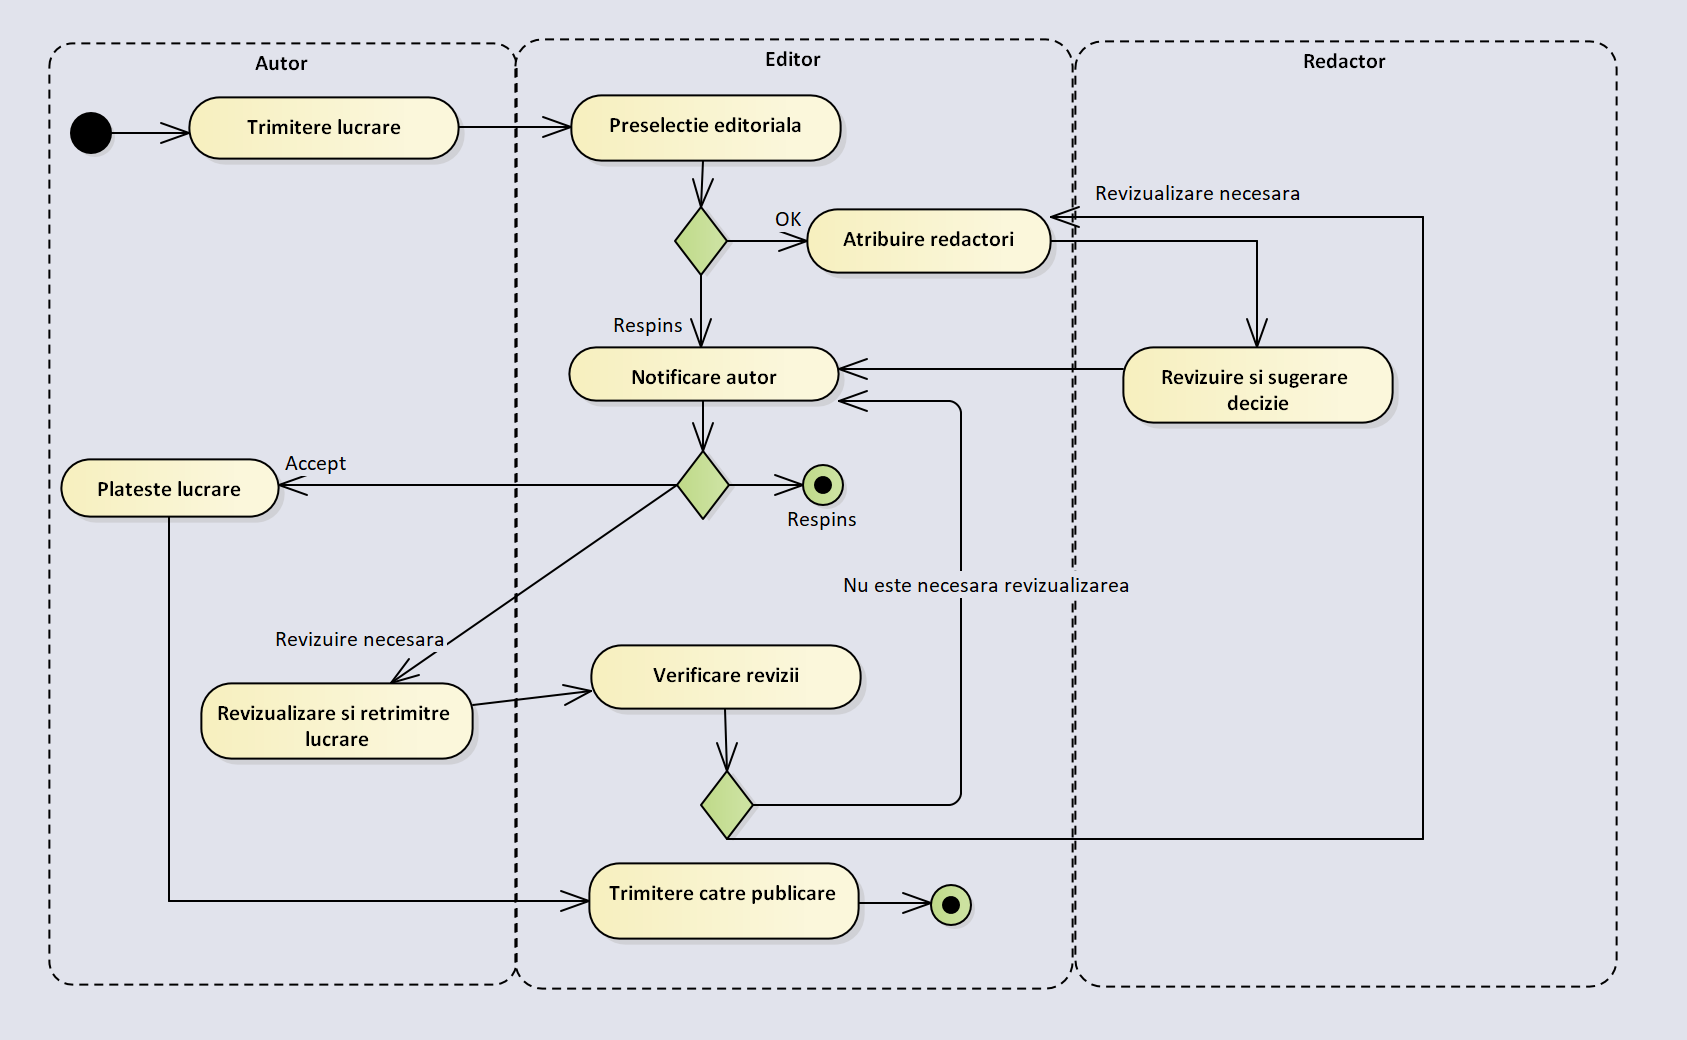 Autor
Editor
Redactor
Trimitere lucrare
Preselectie editoriala
Revizualizare necesara
OK
Atribuire redactori
Respins
Notificare autor
Revizuire si sugerare
decizie
Accept
Plateste lucrare
Respins
Nu este necesara revizualizarea
Revizuire necesara
Verificare revizii
Revizualizare si retrimitre
lucrare
Trimitere catre publicare